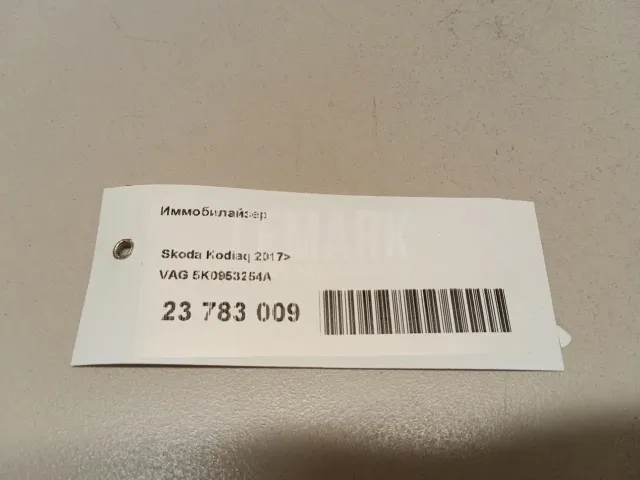 Иммобилайзер
Skoda Kodiaq 2017>
VAG 5K0953254A
23 783 009